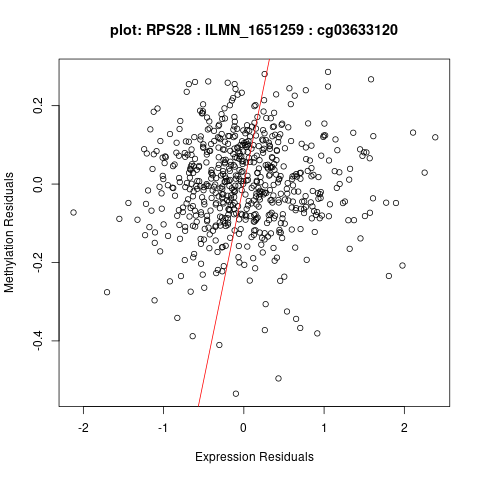 plot: RPS28 : ILMN_1651259 : cg03633120
Methylation Residuals
0.2
0.0
-0.2
-0.4
-2 -1 0 1 2
Expression Residuals